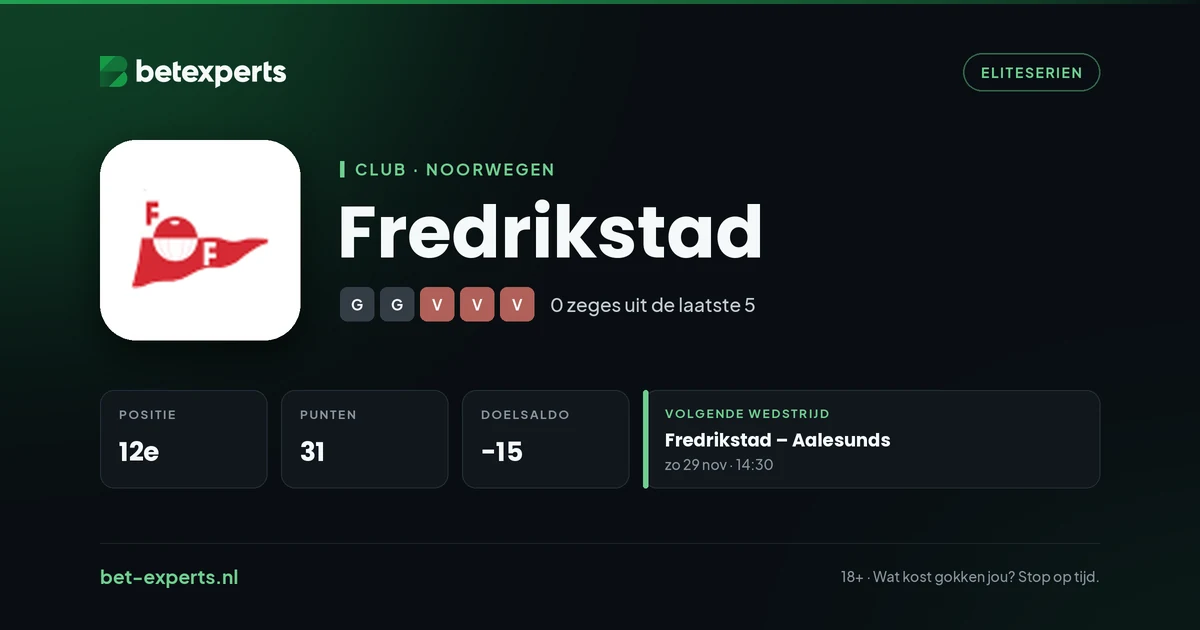 betexperts
ELITESERIEN
CLUB · NOORWEGEN
F
F
Fredrikstad
G G V V V 0 zeges uit de laatste 5
POSITIE
12e
PUNTEN
31
DOELSALDO
-15
VOLGENDE WEDSTRIJD
Fredrikstad – Aalesunds
zo 29 nov · 14:30
bet-experts.nl
18+ · Wat kost gokken jou? Stop op tijd.